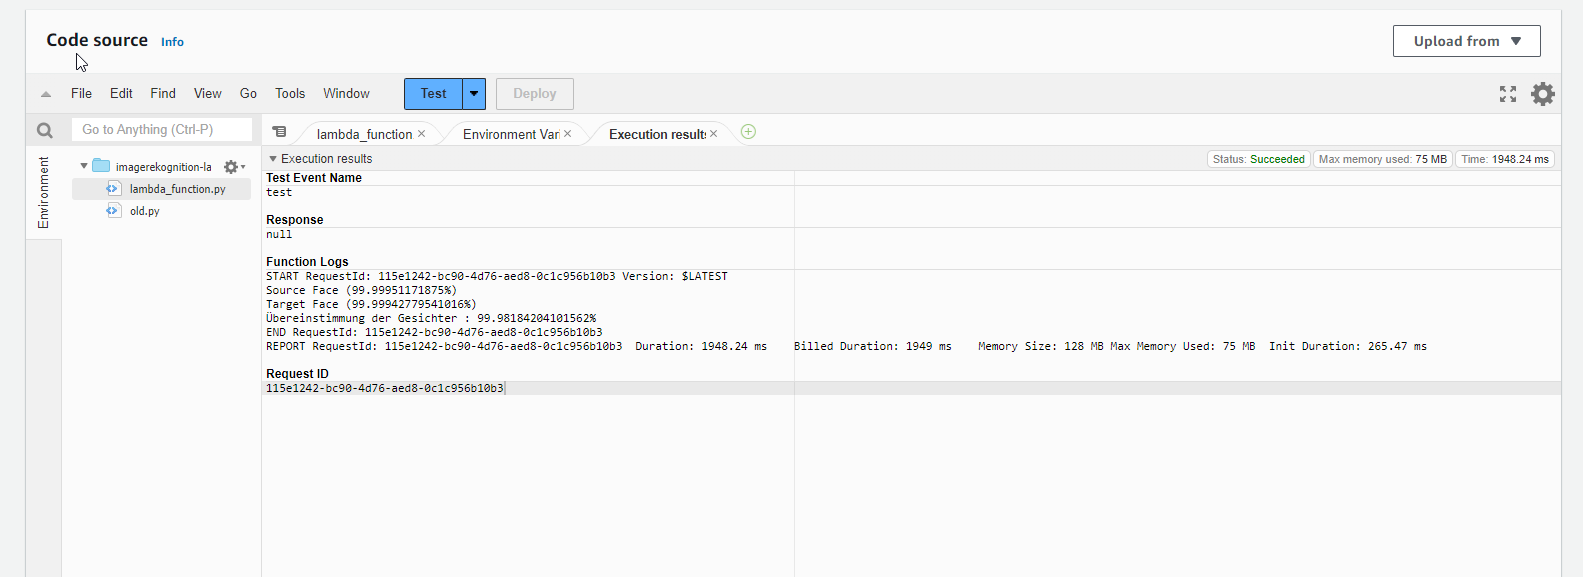 Code source Info
Upload from
File Edit Find View Go Tools Window Test Deploy
Go to Anything (Ctrl-P)
lambda_function Environment Var Execution results
Environment
imagerekognition-la
lambda_function.py
old.py
Execution results
Status: Succeeded Max memory used: 75 MB Time: 1948.24 ms
Test Event Name
test
Response
null
Function Logs
START RequestId: 115e1242-bc90-4d76-aed8-0c1c956b10b3 Version: $LATEST
Source Face (99.99951171875%)
Target Face (99.99942779541016%)
Übereinstimmung der Gesichter : 99.98184204101562%
END RequestId: 115e1242-bc90-4d76-aed8-0c1c956b10b3
REPORT RequestId: 115e1242-bc90-4d76-aed8-0c1c956b10b3 Duration: 1948.24 ms Billed Duration: 1949 ms Memory Size: 128 MB Max Memory Used: 75 MB Init Duration: 265.47 ms
Request ID
115e1242-bc90-4d76-aed8-0c1c956b10b3